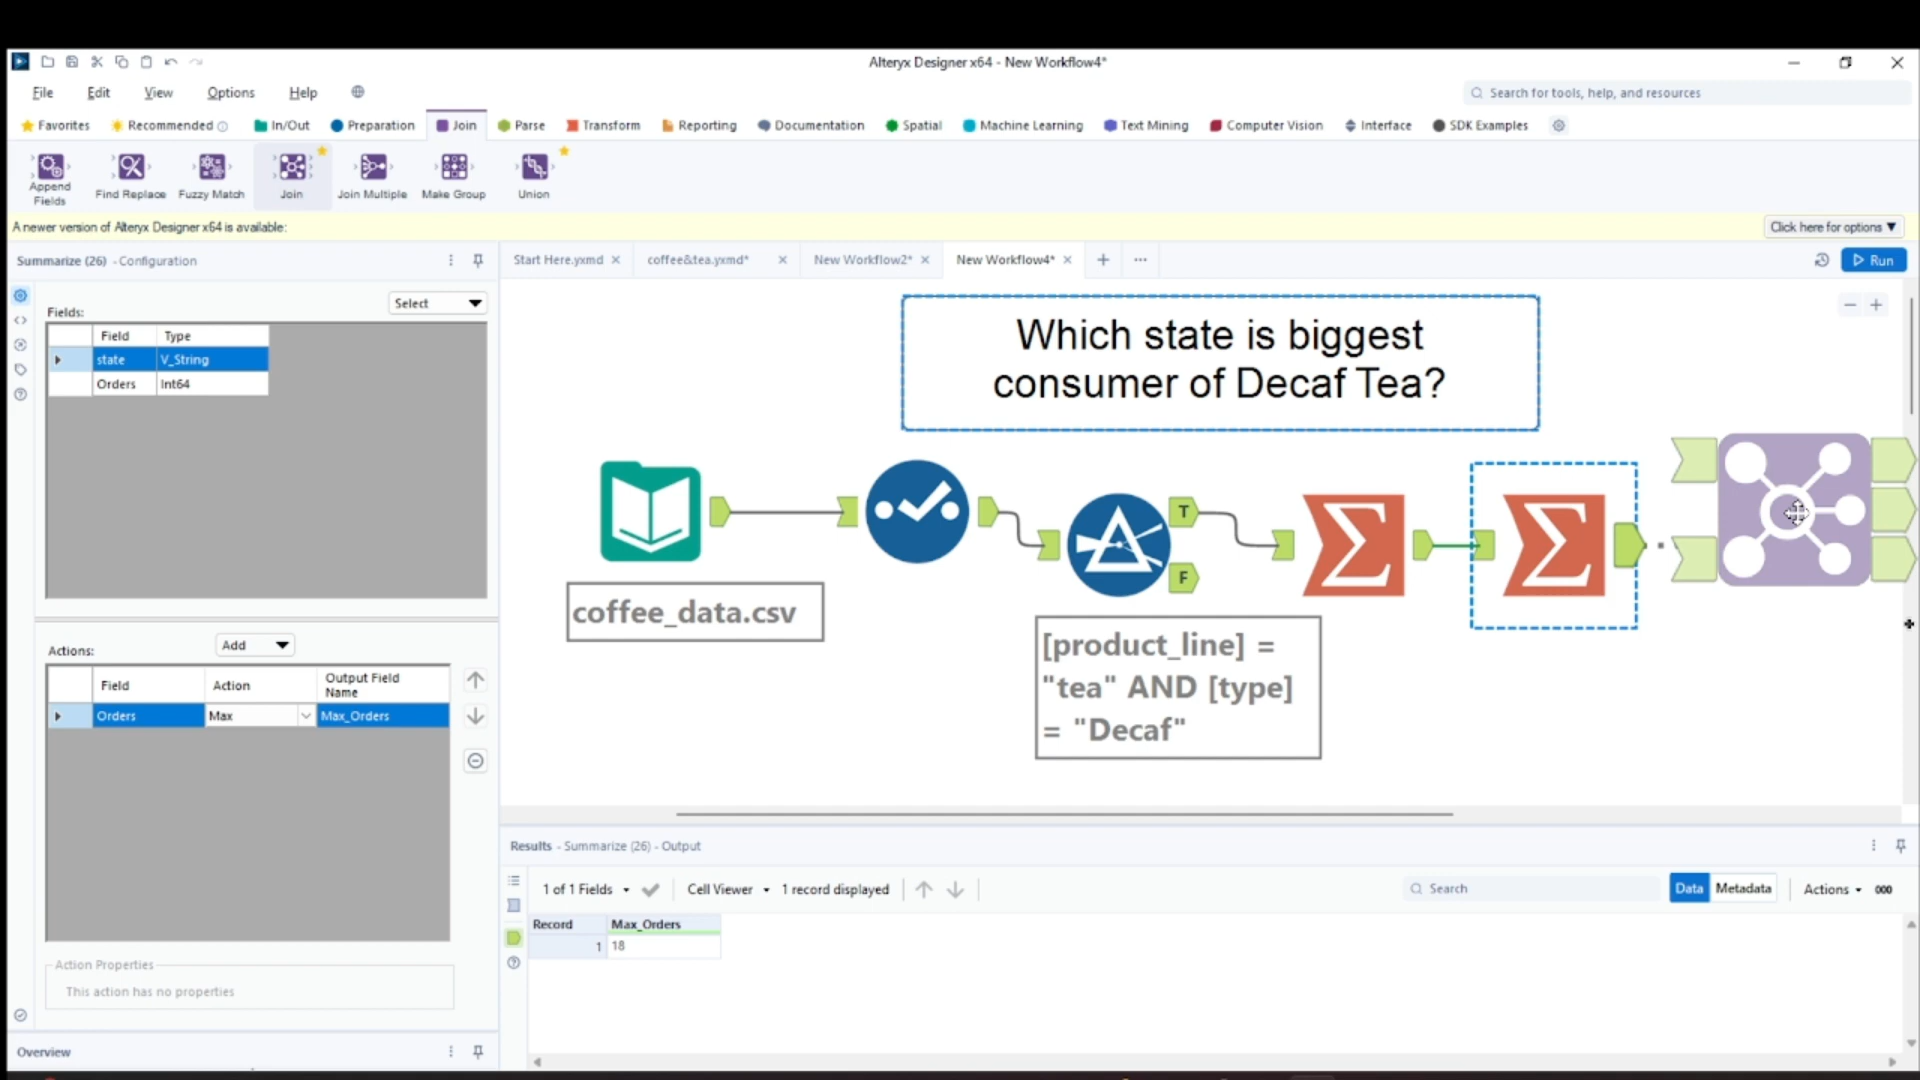 Alteryx Designer x64 - New Workflow4*
File Edit View Options Help
Search for tools, help, and resources
Favorites Recommended In/Out Preparation Join Parse Transform Reporting Documentation Spatial Machine Learning Text Mining Computer Vision Interface SDK Examples
Append Fields
Find Replace
Fuzzy Match
Join
Join Multiple
Make Group
Union
A newer version of Alteryx Designer x64 is available:
Click here for options ▼
Summarize (26) - Configuration
Start Here.yxmd coffee&tea.yxmd* New Workflow2* New Workflow4*
Run
Fields:
Select
Field Type
state V_String
Orders Int64
Which state is biggest
consumer of Decaf Tea?
T
F
coffee_data.csv
[product_line] =
"tea" AND [type]
= "Decaf"
Actions:
Add
Field Action Output Field Name
Orders Max Max_Orders
Action Properties
This action has no properties
Overview
Results - Summarize (26) - Output
1 of 1 Fields Cell Viewer 1 record displayed
Search
Data Metadata Actions 000
Record Max_Orders
1 18